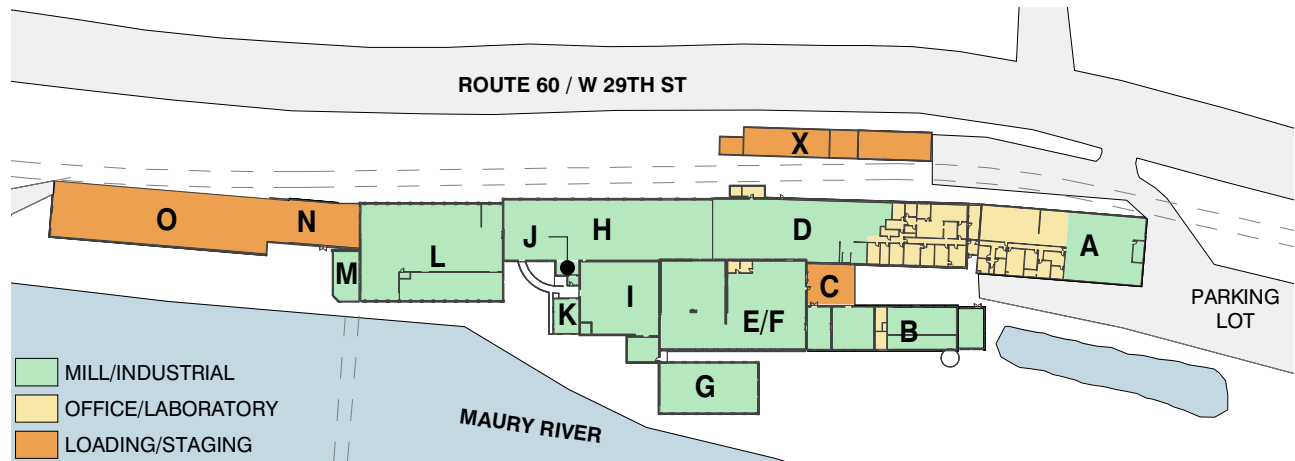 ROUTE 60 / W 29TH ST
X
O
N
J
H
D
A
M
L
K
I
E/F
C
B
PARKING
LOT
G
MILL/INDUSTRIAL
OFFICE/LABORATORY
LOADING/STAGING
MAURY RIVER